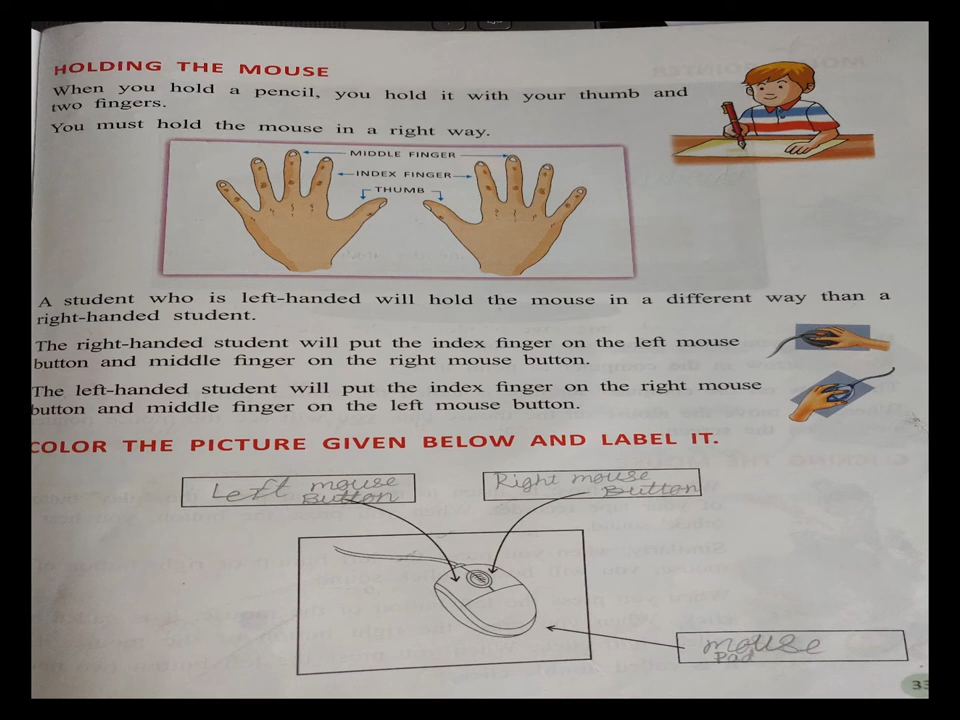 HOLDING THE MOUSE
When you hold a pencil, you hold it with your thumb and
two fingers.
You must hold the mouse in a right way.
MIDDLE FINGER
INDEX FINGER
THUMB
A student who is left-handed will hold the mouse in a different way than a
right-handed student.
The right-handed student will put the index finger on the left mouse
button and middle finger on the right mouse button.
The left-handed student will put the index finger on the right mouse
button and middle finger on the left mouse button.
COLOR THE PICTURE GIVEN BELOW AND LABEL IT.
Left mouse
Button
Right mouse
Button
mouse
Pad
33